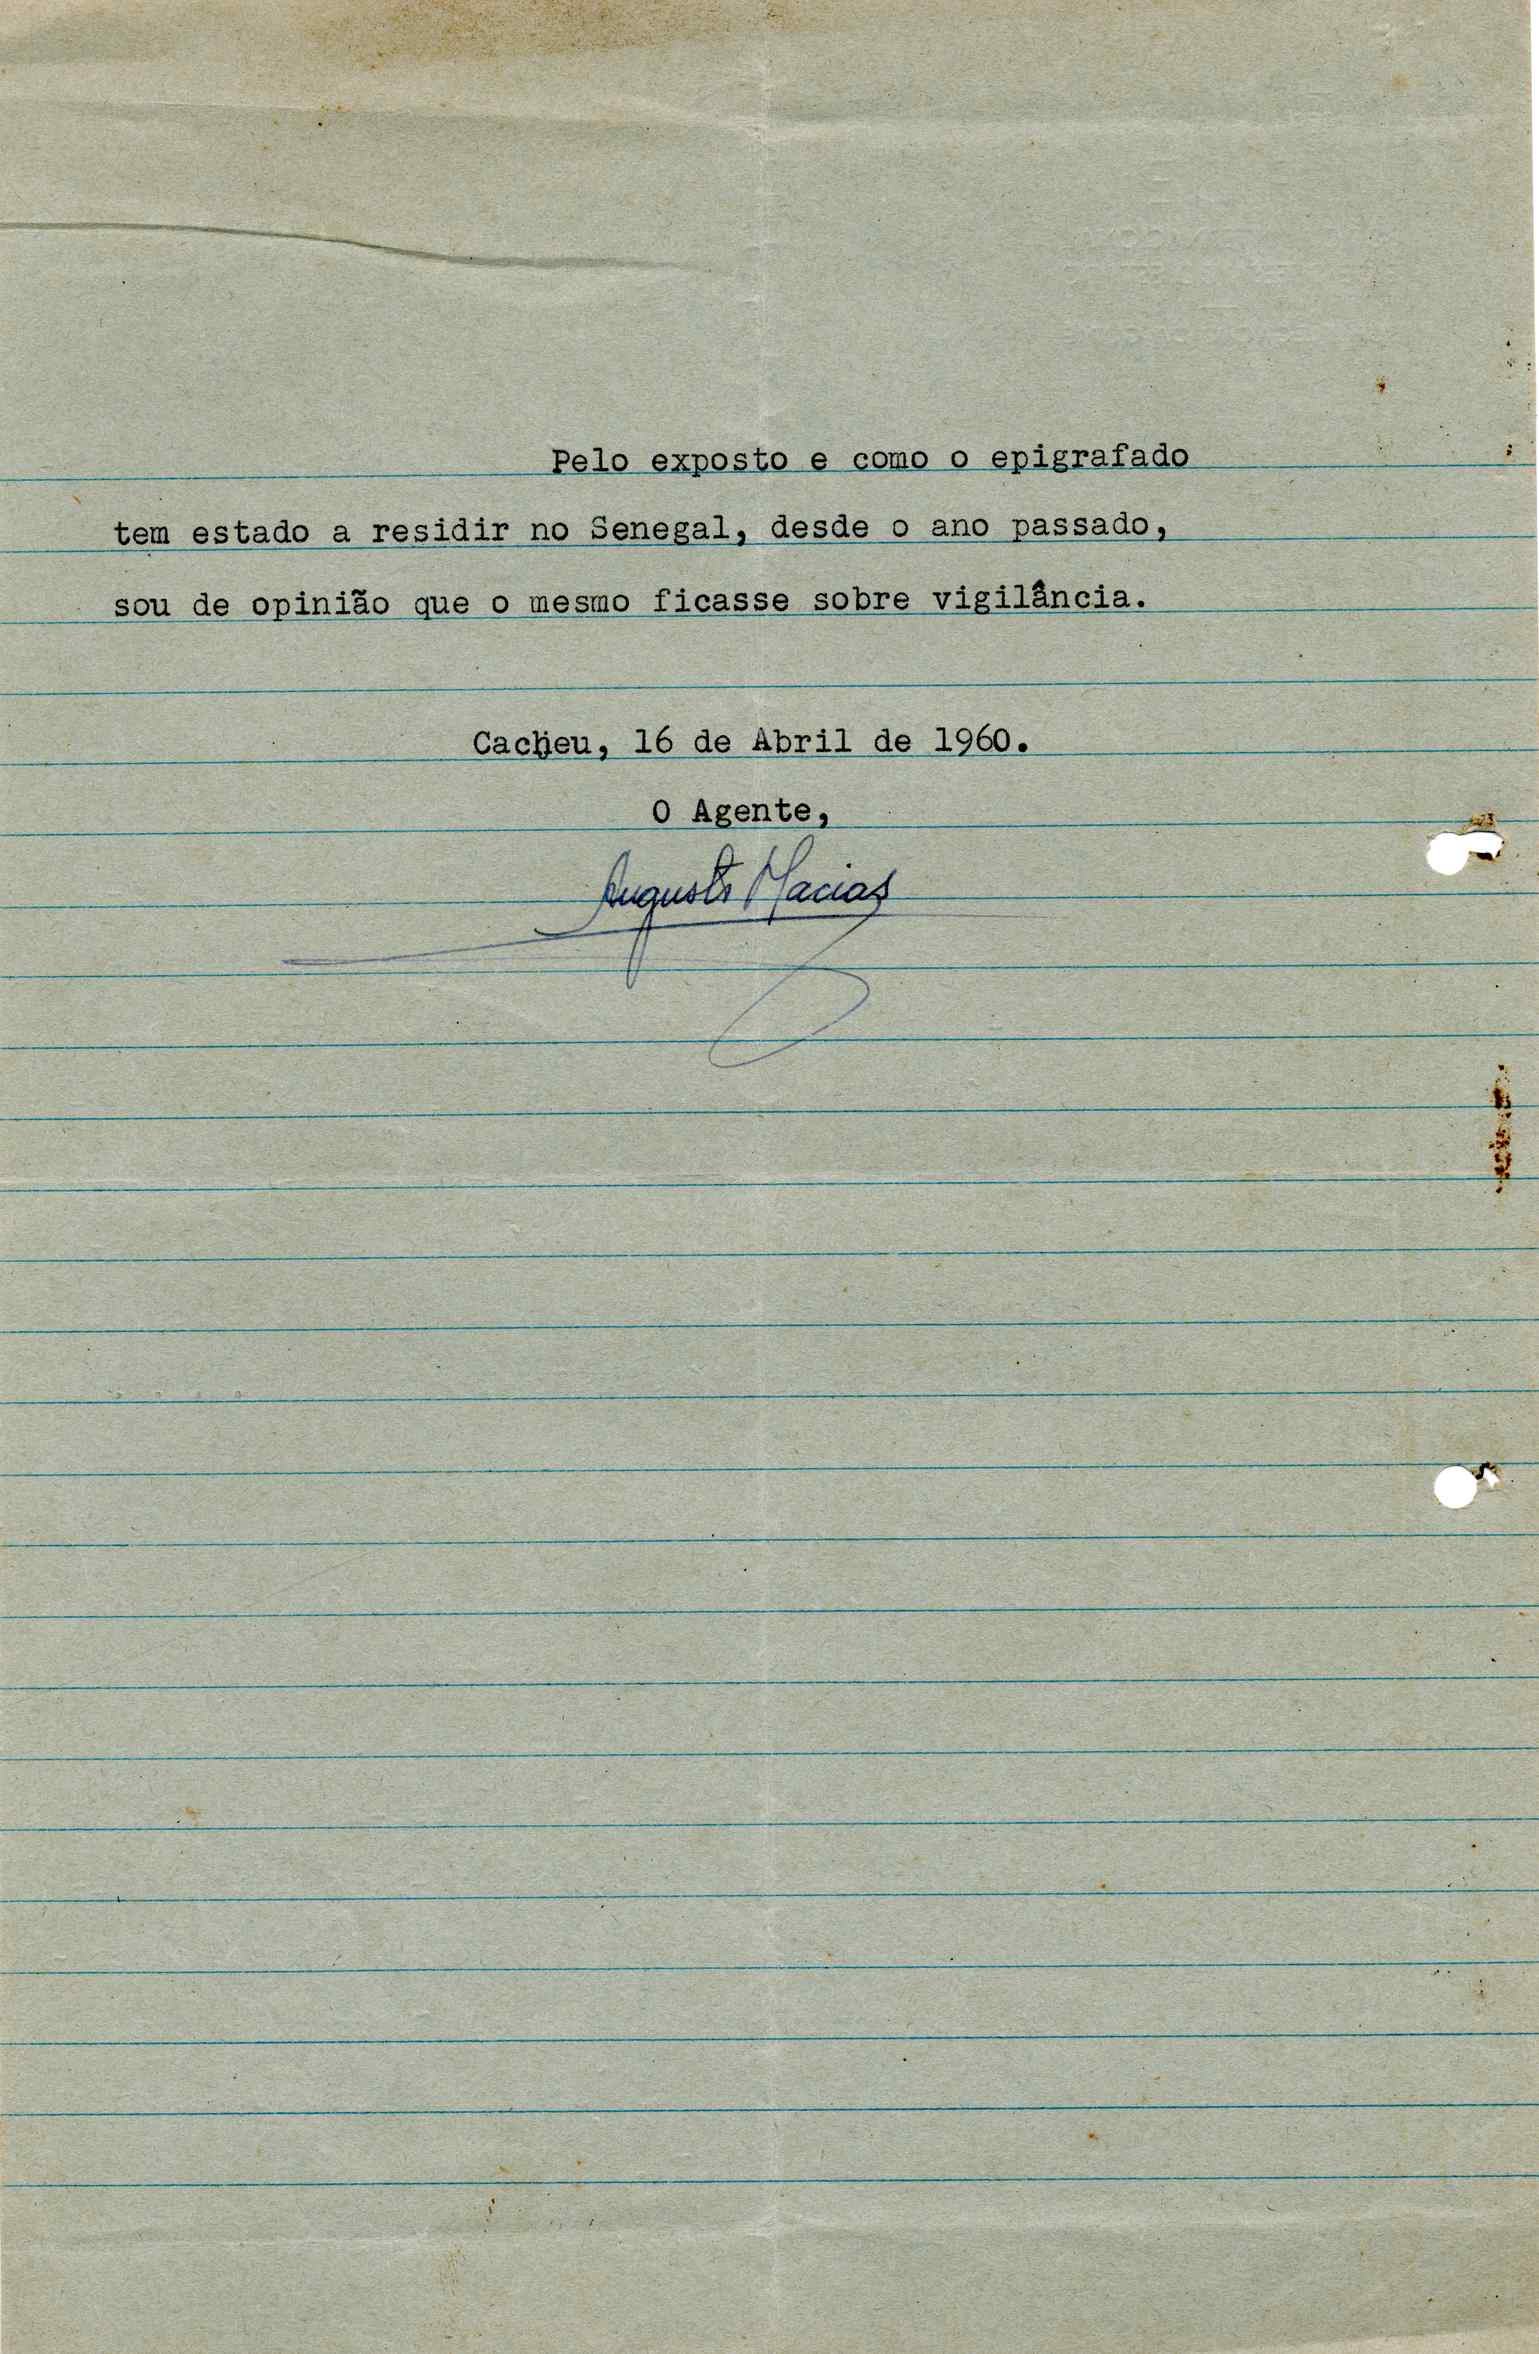 Pelo exposto e como o epigrafado
tem estado a residir no Senegal, desde o ano passado,
sou de opinião que o mesmo ficasse sobre vigilância.
Cacheu, 16 de Abril de 1960.
O Agente,
Augusto Macias